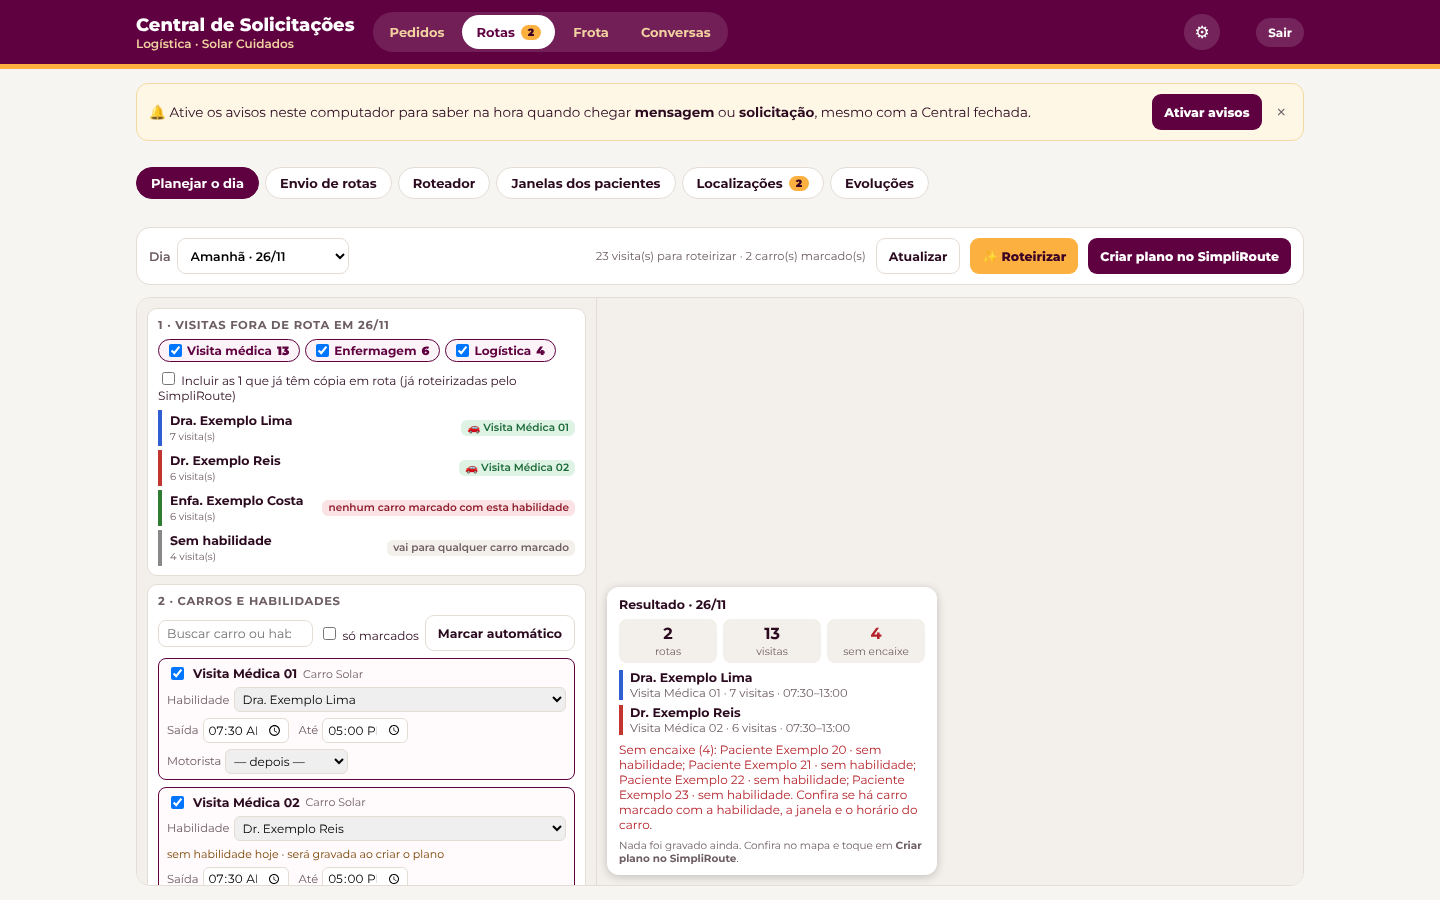 Central de Solicitações
Logística · Solar Cuidados
Pedidos
Rotas 2
Frota
Conversas
Sair
🔔 Ative os avisos neste computador para saber na hora quando chegar mensagem ou solicitação, mesmo com a Central fechada.
Ativar avisos
×
Planejar o dia
Envio de rotas
Roteador
Janelas dos pacientes
Localizações 2
Evoluções
Dia
Amanhã · 26/11
23 visita(s) para roteirizar · 2 carro(s) marcado(s)
Atualizar
✨ Roteirizar
Criar plano no SimpliRoute
1 · VISITAS FORA DE ROTA EM 26/11
Visita médica 13
Enfermagem 6
Logística 4
Incluir as 1 que já têm cópia em rota (já roteirizadas pelo
SimpliRoute)
Dra. Exemplo Lima
7 visita(s)
🚗 Visita Médica 01
Dr. Exemplo Reis
6 visita(s)
🚗 Visita Médica 02
Enfa. Exemplo Costa
6 visita(s)
nenhum carro marcado com esta habilidade
Sem habilidade
4 visita(s)
vai para qualquer carro marcado
2 · CARROS E HABILIDADES
Buscar carro ou hab
só marcados
Marcar automático
Visita Médica 01 Carro Solar
Habilidade Dra. Exemplo Lima
Saída 07:30 Al Até 05:00 P
Motorista — depois —
Visita Médica 02 Carro Solar
Habilidade Dr. Exemplo Reis
sem habilidade hoje · será gravada ao criar o plano
Saída 07:30 Al Até 05:00 P
Resultado · 26/11
2
rotas
13
visitas
4
sem encaixe
Dra. Exemplo Lima
Visita Médica 01 · 7 visitas · 07:30–13:00
Dr. Exemplo Reis
Visita Médica 02 · 6 visitas · 07:30–13:00
Sem encaixe (4): Paciente Exemplo 20 · sem
habilidade; Paciente Exemplo 21 · sem habilidade;
Paciente Exemplo 22 · sem habilidade; Paciente
Exemplo 23 · sem habilidade. Confira se há carro
marcado com a habilidade, a janela e o horário do
carro.
Nada foi gravado ainda. Confira no mapa e toque em Criar
plano no SimpliRoute.